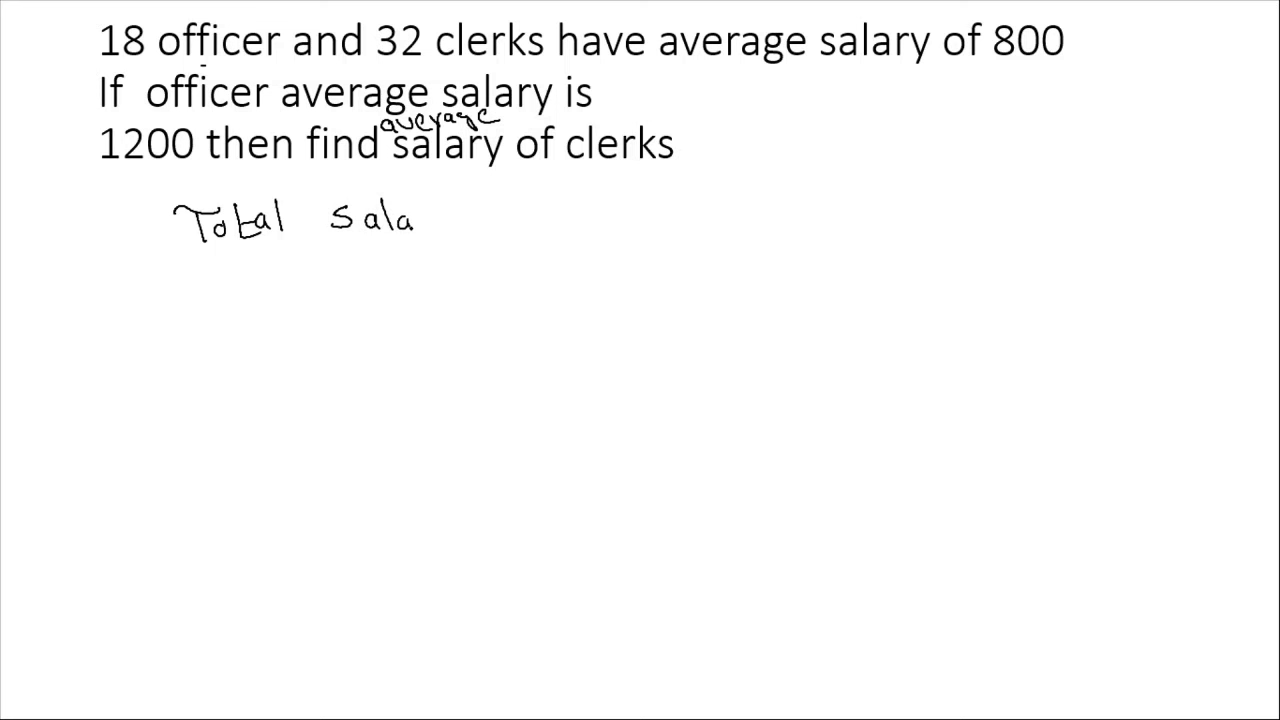 18 officer and 32 clerks have average salary of 800
If officer average salary is
average
1200 then find salary of clerks
Total Sala